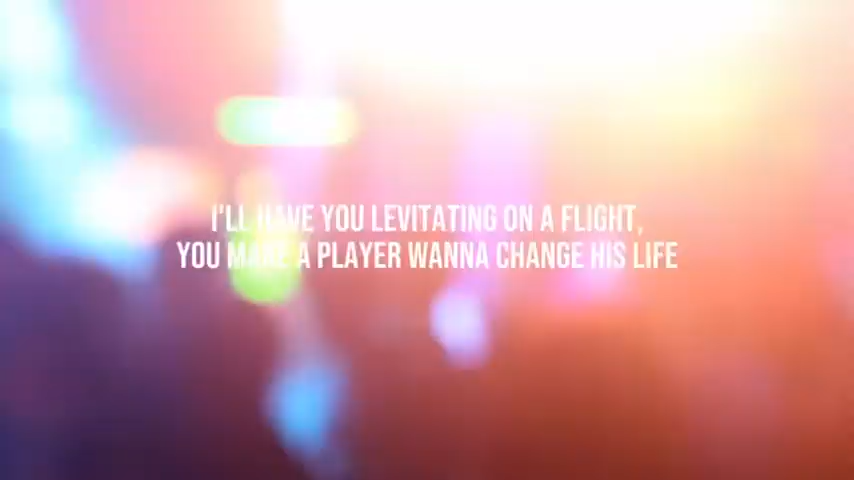 I'LL HAVE YOU LEVITATING ON A FLIGHT,
YOU MAKE A PLAYER WANNA CHANGE HIS LIFE